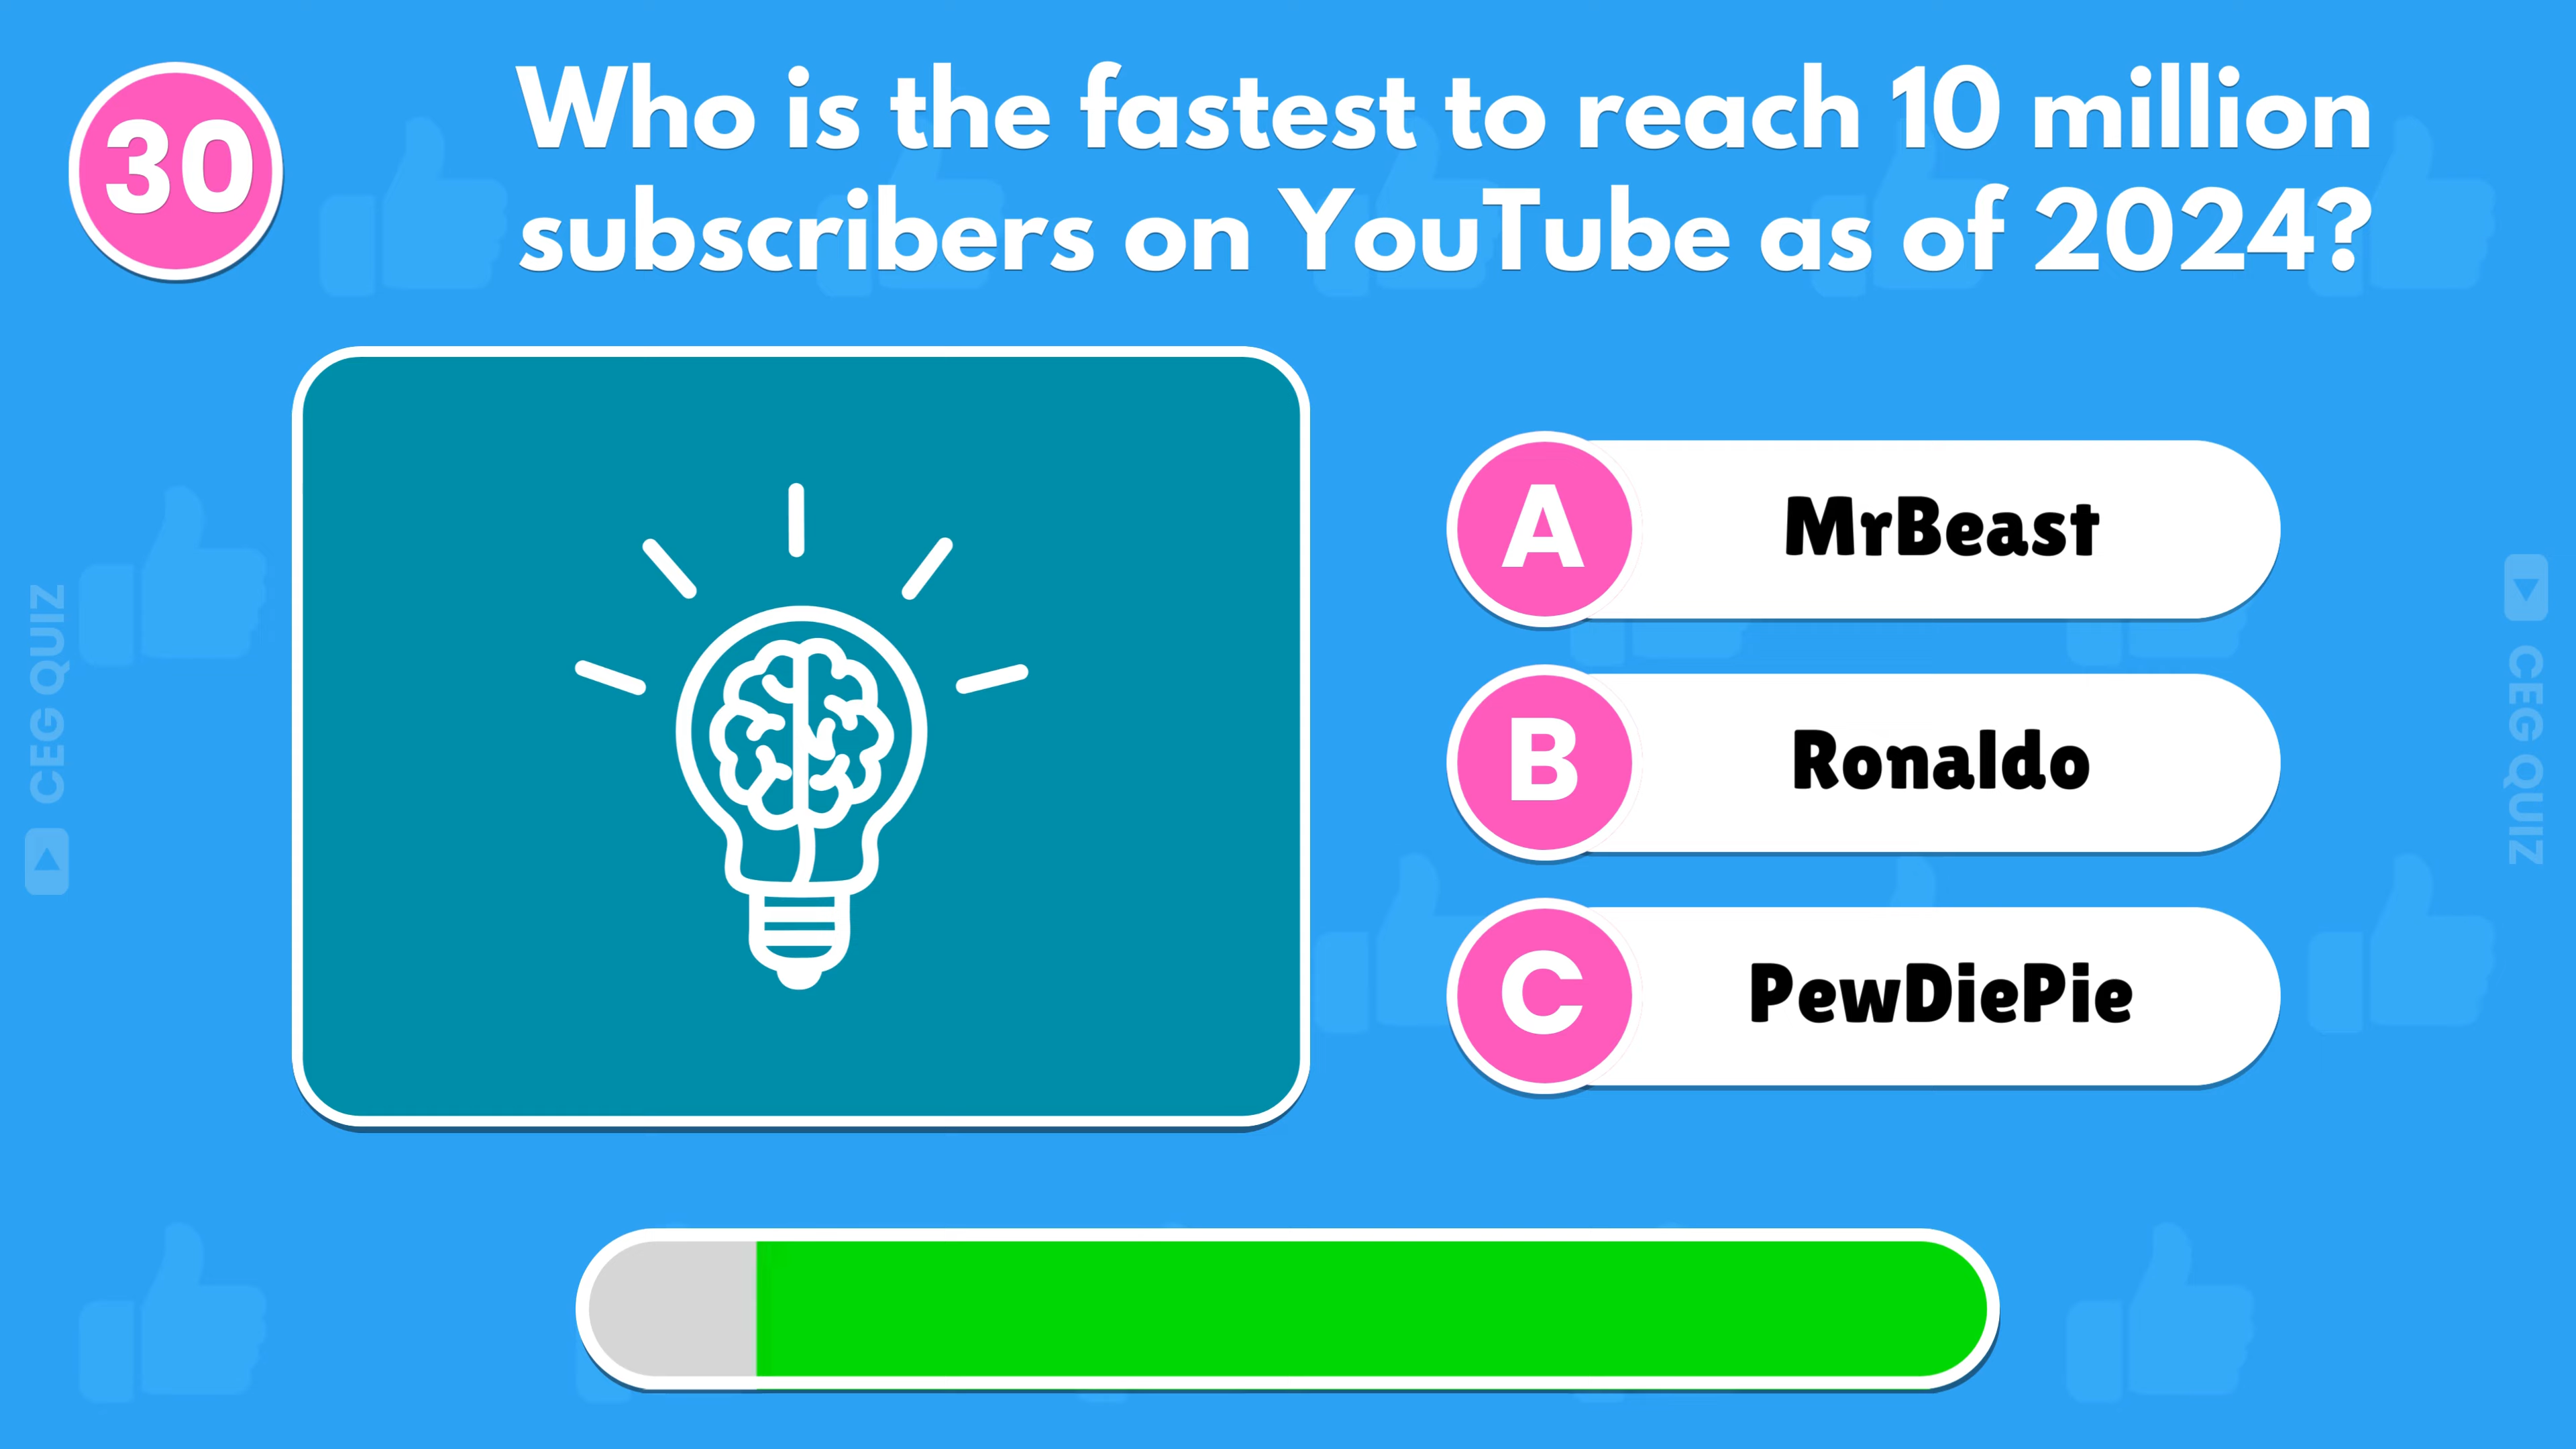 30
Who is the fastest to reach 10 million
subscribers on YouTube as of 2024?
A MrBeast
B Ronaldo
C PewDiePie
CEG QUIZ
CEG QUIZ